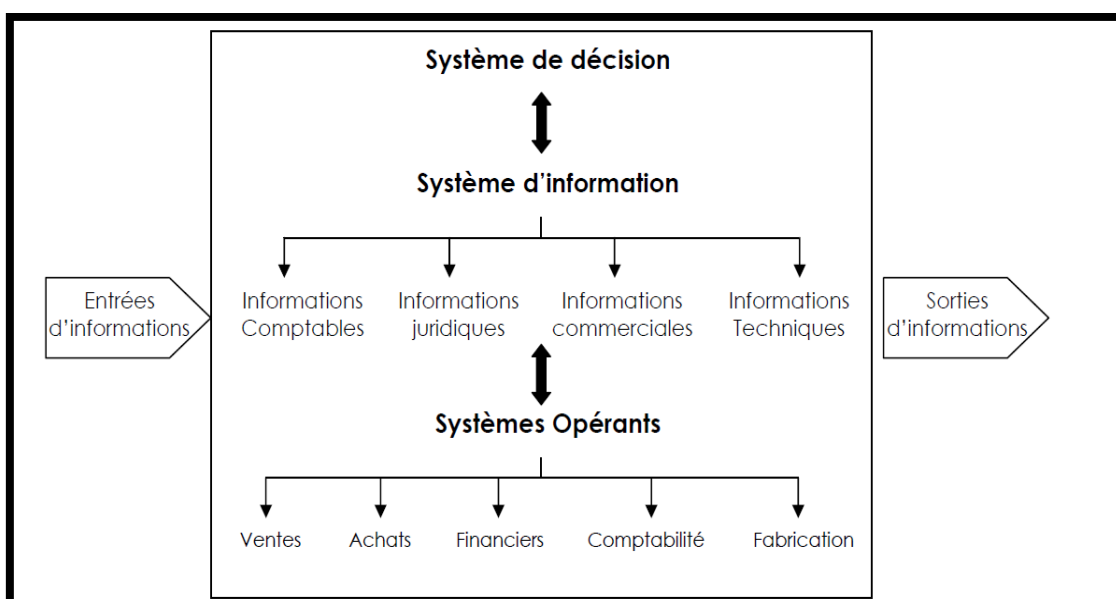 Système de décision
Système d'information
Entrées
d'informations
Informations
Comptables
Informations
juridiques
Informations
commerciales
Informations
Techniques
Sorties
d'informations
Systèmes Opérants
Ventes
Achats
Financiers
Comptabilité
Fabrication